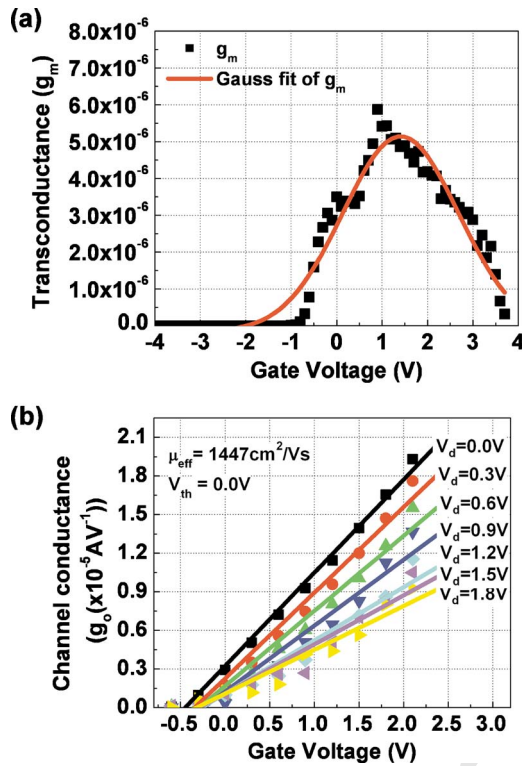 (a)
8.0x10⁻⁶
7.0x10⁻⁶
6.0x10⁻⁶
5.0x10⁻⁶
4.0x10⁻⁶
3.0x10⁻⁶
2.0x10⁻⁶
1.0x10⁻⁶
0.0
Transconductance (gₘ)
gₘ
Gauss fit of gₘ
-4 -3 -2 -1 0 1 2 3 4
Gate Voltage (V)
(b)
2.1
1.8
1.5
1.2
0.9
0.6
0.3
0.0
Channel conductance
(gₒ(x10⁻⁵AV⁻¹))
μeff = 1447cm²/Vs
Vth = 0.0V
Vd=0.0V
Vd=0.3V
Vd=0.6V
Vd=0.9V
Vd=1.2V
Vd=1.5V
Vd=1.8V
-0.5 0.0 0.5 1.0 1.5 2.0 2.5 3.0
Gate Voltage (V)